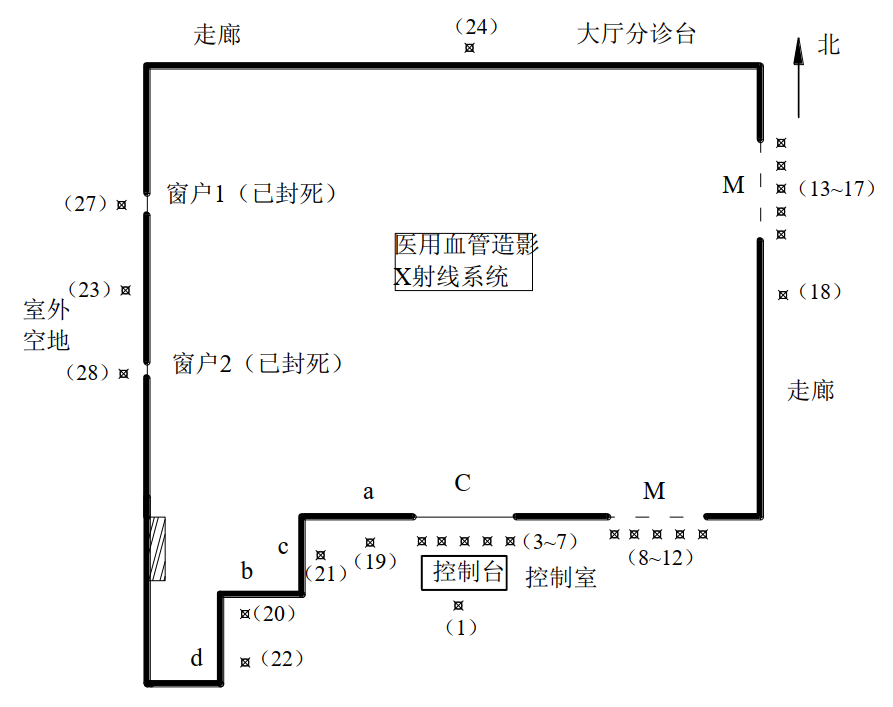 （24）
走廊
大厅分诊台
北
M
（13~17）
窗户1（已封死）
（27）
医用血管造影
X射线系统
（23）
（18）
室外
空地
窗户2（已封死）
（28）
走廊
a
C
M
c
（3~7）
（19）
（21）
（8~12）
b
控制台
控制室
（20）
（1）
d
（22）